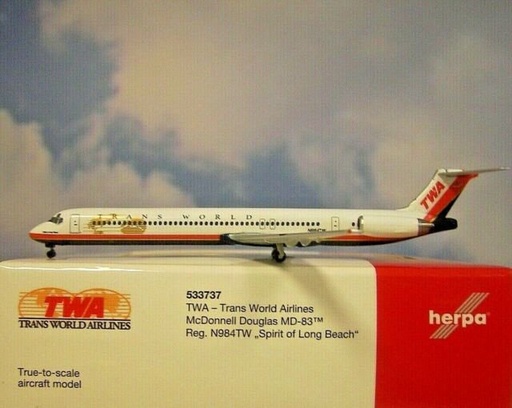 TRANS WORLD
TWA
TWA
TRANS WORLD AIRLINES
533737
TWA – Trans World Airlines
McDonnell Douglas MD-83™
Reg. N984TW „Spirit of Long Beach“
True-to-scale
aircraft model
herpa